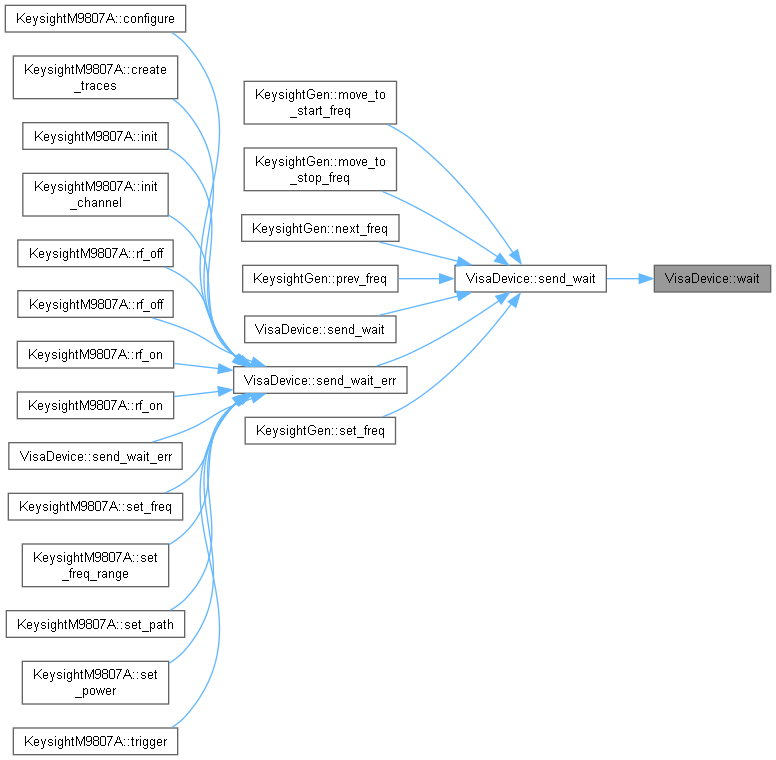 KeysightM9807A::configure
KeysightM9807A::create
_traces
KeysightM9807A::init
KeysightM9807A::init
_channel
KeysightM9807A::rf_off
KeysightM9807A::rf_off
KeysightM9807A::rf_on
KeysightM9807A::rf_on
VisaDevice::send_wait_err
KeysightM9807A::set_freq
KeysightM9807A::set
_freq_range
KeysightM9807A::set_path
KeysightM9807A::set
_power
KeysightM9807A::trigger
KeysightGen::move_to
_start_freq
KeysightGen::move_to
_stop_freq
KeysightGen::next_freq
KeysightGen::prev_freq
VisaDevice::send_wait
VisaDevice::send_wait_err
KeysightGen::set_freq
VisaDevice::send_wait
VisaDevice::wait